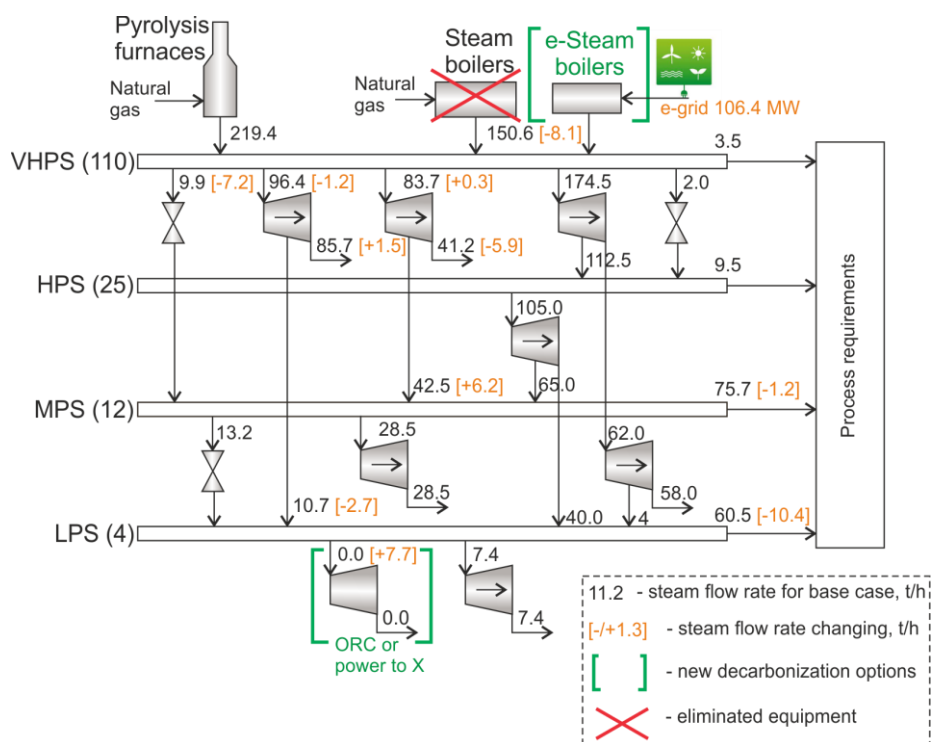 Pyrolysis
furnaces
Natural
gas
219.4
Steam
boilers
Natural
gas
150.6 [-8.1]
e-Steam
boilers
e-grid 106.4 MW
VHPS (110)
3.5
9.9 [-7.2]
96.4 [-1.2]
83.7 [+0.3]
174.5
2.0
85.7 [+1.5]
41.2 [-5.9]
112.5
HPS (25)
9.5
105.0
42.5 [+6.2]
65.0
MPS (12)
75.7 [-1.2]
13.2
28.5
62.0
28.5
58.0
10.7 [-2.7]
40.0
4
LPS (4)
60.5 [-10.4]
0.0 [+7.7]
7.4
0.0
7.4
ORC or
power to X
Process requirements
11.2 - steam flow rate for base case, t/h
[-/+1.3] - steam flow rate changing, t/h
- new decarbonization options
- eliminated equipment